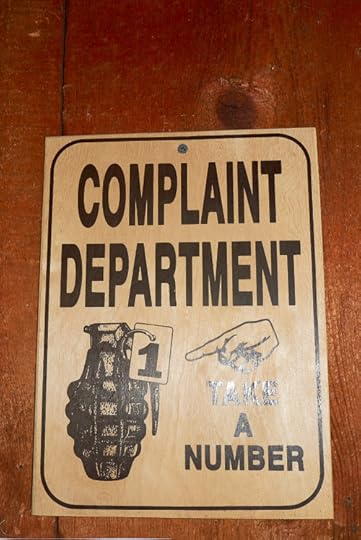 COMPLAINT
DEPARTMENT
1
TAKE
A
NUMBER